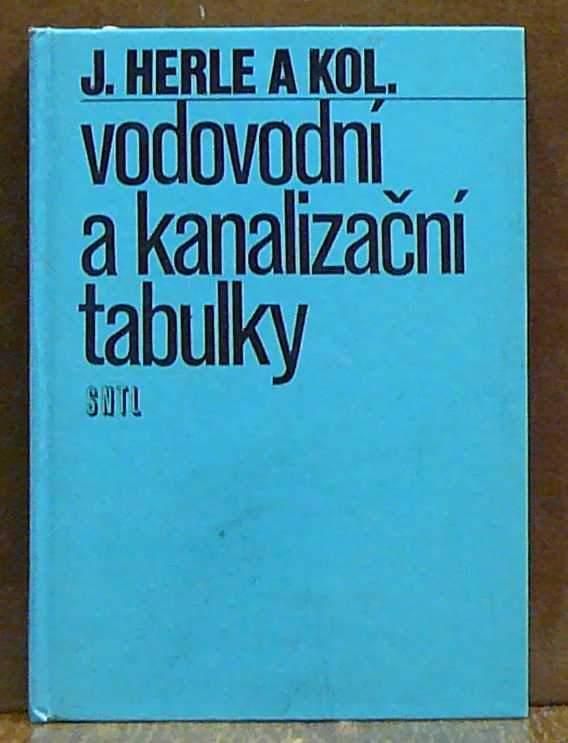 J. HERLE A KOL.
vodovodní
a kanalizační
tabulky
SNTL